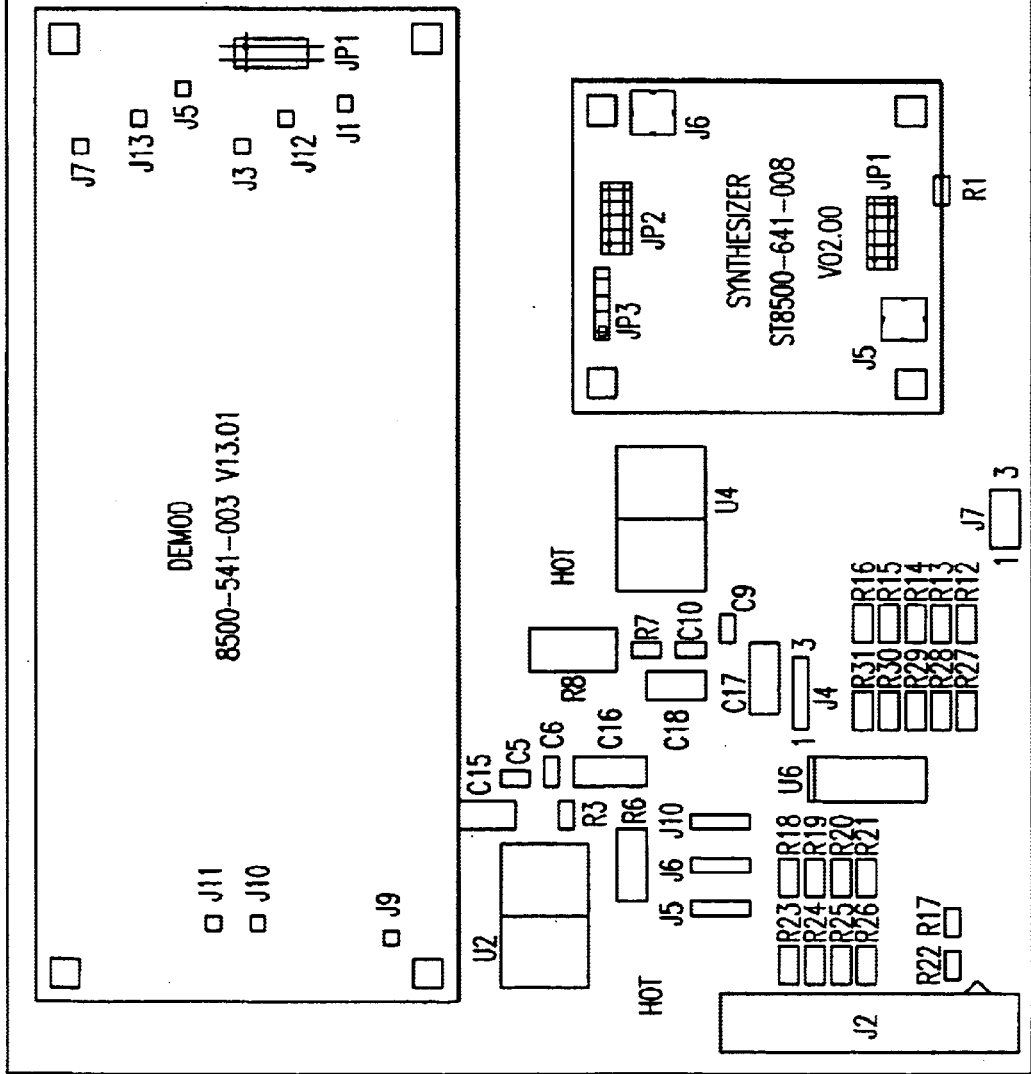 DEMOD
8500-541-003 V13.01
J7
J13
J5
J3
J12
J1
JP1
J11
J10
J9
SYNTHESIZER
ST8500-641-008
V02.00
J6
JP2
JP3
JP1
J5
R1
U4
HOT
R8
R7
C10
C9
C18
C17
C15
C5
C6
C16
R3
R6
U2
HOT
J10
J6
J5
1
J4
3
U6
R31
R16
R30
R15
R29
R14
R28
R13
R27
R12
1
J7
3
R23
R18
R24
R19
R25
R20
R26
R21
R22
R17
J2